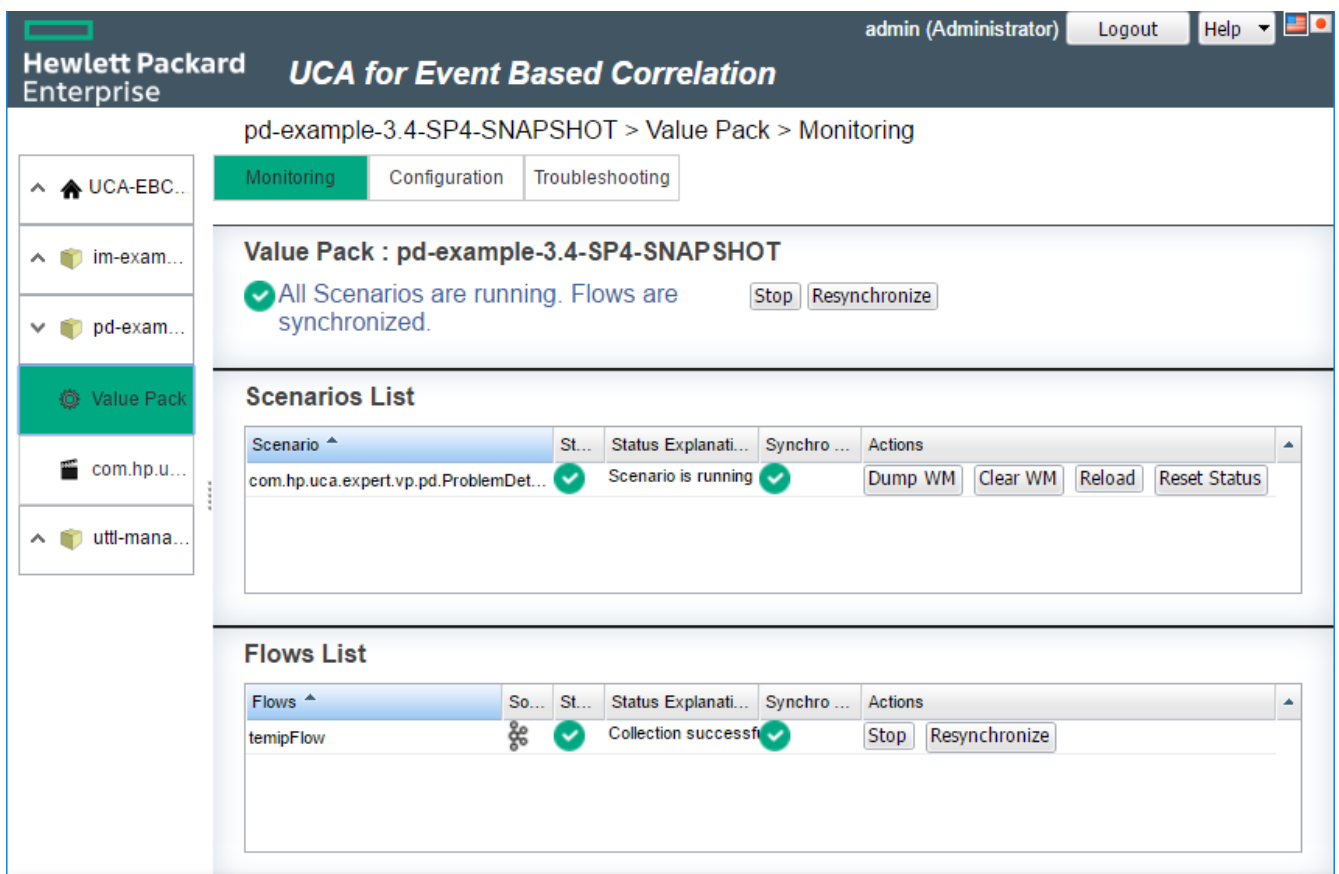 admin (Administrator) Logout Help
Hewlett Packard
Enterprise
UCA for Event Based Correlation
pd-example-3.4-SP4-SNAPSHOT > Value Pack > Monitoring
UCA-EBC...
im-exam...
pd-exam...
Value Pack
com.hp.u...
uttl-mana...
Monitoring Configuration Troubleshooting
Value Pack : pd-example-3.4-SP4-SNAPSHOT
All Scenarios are running. Flows are
synchronized.
Stop Resynchronize
Scenarios List
Scenario St... Status Explanati... Synchro ... Actions
com.hp.uca.expert.vp.pd.ProblemDet... Scenario is running Dump WM Clear WM Reload Reset Status
Flows List
Flows So... St... Status Explanati... Synchro ... Actions
temipFlow Collection successf Stop Resynchronize